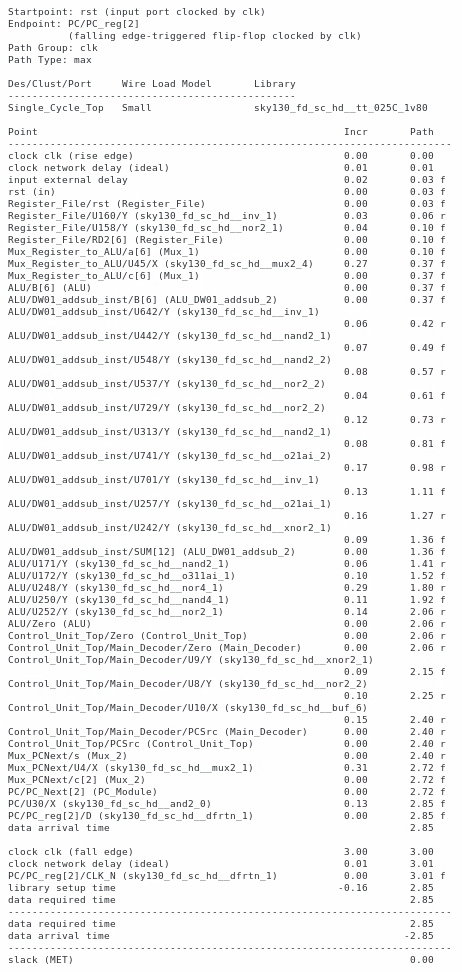 Startpoint: rst (input port clocked by clk)
Endpoint: PC/PC_reg[2]
(falling edge-triggered flip-flop clocked by clk)
Path Group: clk
Path Type: max
Des/Clust/Port Wire Load Model Library
------------------------------------------------
Single_Cycle_Top Small sky130_fd_sc_hd__tt_025C_1v80
Point Incr Path
--------------------------------------------------------------------------
clock clk (rise edge) 0.00 0.00
clock network delay (ideal) 0.01 0.01
input external delay 0.02 0.03 f
rst (in) 0.00 0.03 f
Register_File/rst (Register_File) 0.00 0.03 f
Register_File/U160/Y (sky130_fd_sc_hd__inv_1) 0.03 0.06 r
Register_File/U158/Y (sky130_fd_sc_hd__nor2_1) 0.04 0.10 f
Register_File/RD2[6] (Register_File) 0.00 0.10 f
Mux_Register_to_ALU/a[6] (Mux_1) 0.00 0.10 f
Mux_Register_to_ALU/U45/X (sky130_fd_sc_hd__mux2_4) 0.27 0.37 f
Mux_Register_to_ALU/c[6] (Mux_1) 0.00 0.37 f
ALU/B[6] (ALU) 0.00 0.37 f
ALU/DW01_addsub_inst/B[6] (ALU_DW01_addsub_2) 0.00 0.37 f
ALU/DW01_addsub_inst/U642/Y (sky130_fd_sc_hd__inv_1)
0.06 0.42 r
ALU/DW01_addsub_inst/U442/Y (sky130_fd_sc_hd__nand2_1)
0.07 0.49 f
ALU/DW01_addsub_inst/U548/Y (sky130_fd_sc_hd__nand2_2)
0.08 0.57 r
ALU/DW01_addsub_inst/U537/Y (sky130_fd_sc_hd__nor2_2)
0.04 0.61 f
ALU/DW01_addsub_inst/U729/Y (sky130_fd_sc_hd__nor2_2)
0.12 0.73 r
ALU/DW01_addsub_inst/U313/Y (sky130_fd_sc_hd__nand2_1)
0.08 0.81 f
ALU/DW01_addsub_inst/U741/Y (sky130_fd_sc_hd__o21ai_2)
0.17 0.98 r
ALU/DW01_addsub_inst/U701/Y (sky130_fd_sc_hd__inv_1)
0.13 1.11 f
ALU/DW01_addsub_inst/U257/Y (sky130_fd_sc_hd__o21ai_1)
0.16 1.27 r
ALU/DW01_addsub_inst/U242/Y (sky130_fd_sc_hd__xnor2_1)
0.09 1.36 f
ALU/DW01_addsub_inst/SUM[12] (ALU_DW01_addsub_2) 0.00 1.36 f
ALU/U171/Y (sky130_fd_sc_hd__nand2_1) 0.06 1.41 r
ALU/U172/Y (sky130_fd_sc_hd__o311ai_1) 0.10 1.52 f
ALU/U248/Y (sky130_fd_sc_hd__nor4_1) 0.29 1.80 r
ALU/U250/Y (sky130_fd_sc_hd__nand4_1) 0.11 1.92 f
ALU/U252/Y (sky130_fd_sc_hd__nor2_1) 0.14 2.06 r
ALU/Zero (ALU) 0.00 2.06 r
Control_Unit_Top/Zero (Control_Unit_Top) 0.00 2.06 r
Control_Unit_Top/Main_Decoder/Zero (Main_Decoder) 0.00 2.06 r
Control_Unit_Top/Main_Decoder/U9/Y (sky130_fd_sc_hd__xnor2_1)
0.09 2.15 f
Control_Unit_Top/Main_Decoder/U8/Y (sky130_fd_sc_hd__nor2_2)
0.10 2.25 r
Control_Unit_Top/Main_Decoder/U10/X (sky130_fd_sc_hd__buf_6)
0.15 2.40 r
Control_Unit_Top/Main_Decoder/PCSrc (Main_Decoder) 0.00 2.40 r
Control_Unit_Top/PCSrc (Control_Unit_Top) 0.00 2.40 r
Mux_PCNext/s (Mux_2) 0.00 2.40 r
Mux_PCNext/U4/X (sky130_fd_sc_hd__mux2_1) 0.31 2.72 f
Mux_PCNext/c[2] (Mux_2) 0.00 2.72 f
PC/PC_Next[2] (PC_Module) 0.00 2.72 f
PC/U30/X (sky130_fd_sc_hd__and2_0) 0.13 2.85 f
PC/PC_reg[2]/D (sky130_fd_sc_hd__dfrtn_1) 0.00 2.85 f
data arrival time 2.85
clock clk (fall edge) 3.00 3.00
clock network delay (ideal) 0.01 3.01
PC/PC_reg[2]/CLK_N (sky130_fd_sc_hd__dfrtn_1) 0.00 3.01 f
library setup time -0.16 2.85
data required time 2.85
--------------------------------------------------------------------------
data required time 2.85
data arrival time -2.85
--------------------------------------------------------------------------
slack (MET) 0.00